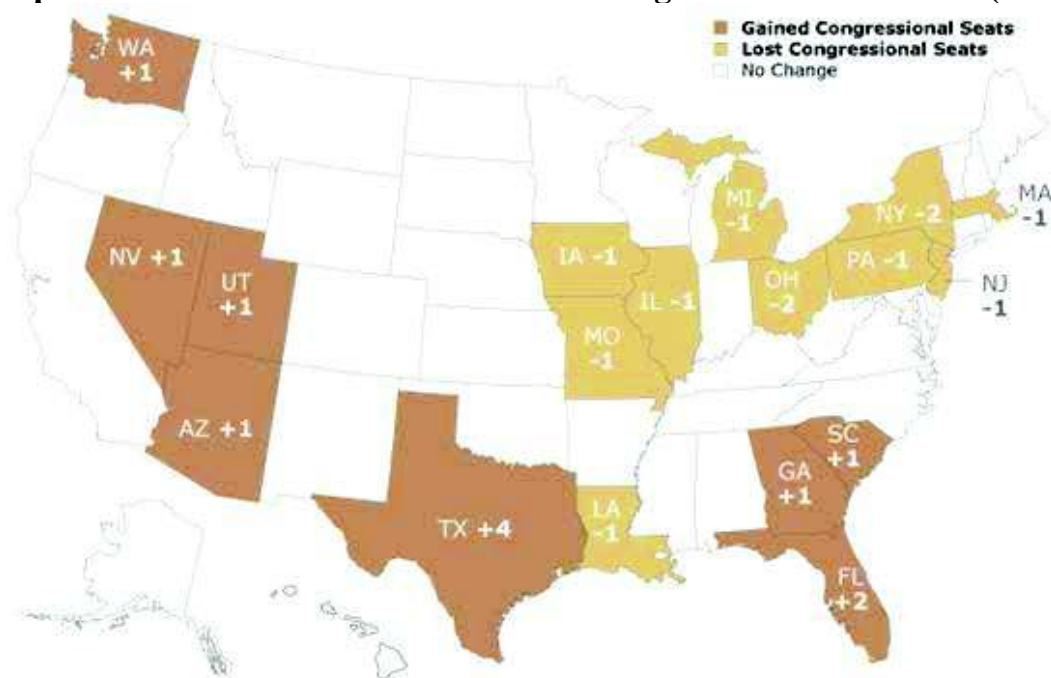 Gained Congressional Seats
Lost Congressional Seats
No Change
WA
+1
NV +1
UT
+1
AZ +1
TX +4
IA -1
MO
-1
IL -1
MI
-1
OH
-2
NY -2
PA -1
MA
-1
NJ
-1
LA
-1
SC
+1
GA
+1
FL
+2